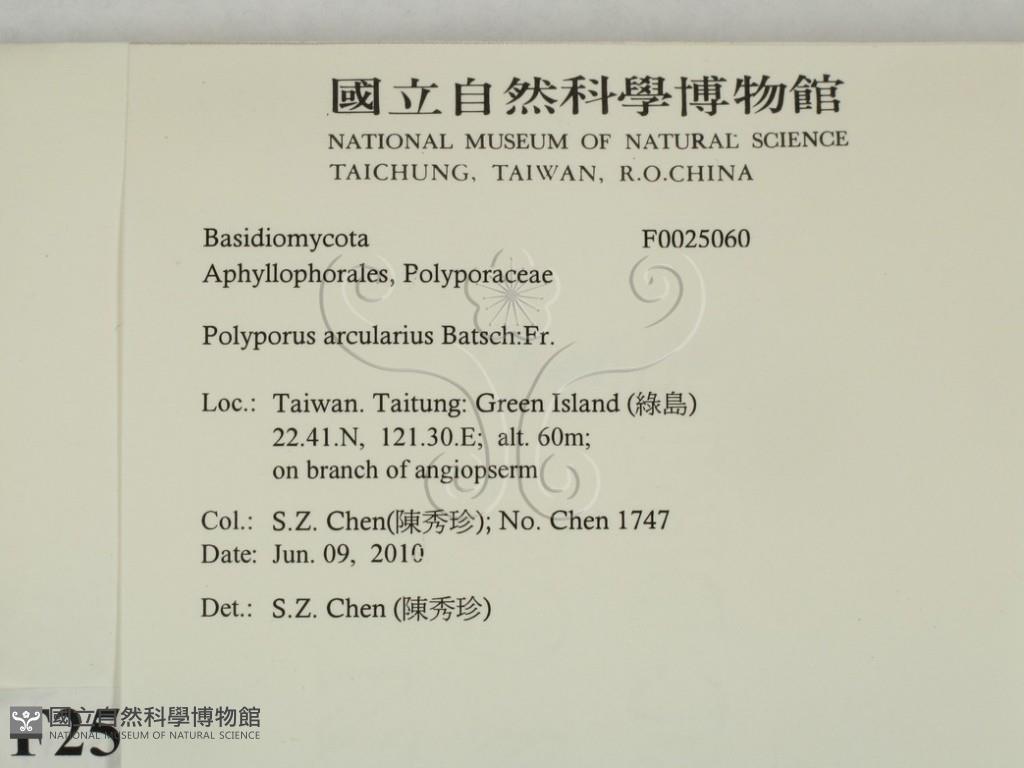 國立自然科學博物館
NATIONAL MUSEUM OF NATURAL SCIENCE
TAICHUNG, TAIWAN, R.O.CHINA
Basidiomycota F0025060
Aphyllophorales, Polyporaceae
Polyporus arcularius Batsch:Fr.
Loc.: Taiwan. Taitung: Green Island (綠島)
22.41.N, 121.30.E; alt. 60m;
on branch of angiopserm
Col.: S.Z. Chen(陳秀珍); No. Chen 1747
Date: Jun. 09, 2010
Det.: S.Z. Chen (陳秀珍)
國立自然科學博物館
NATIONAL MUSEUM OF NATURAL SCIENCE
F25